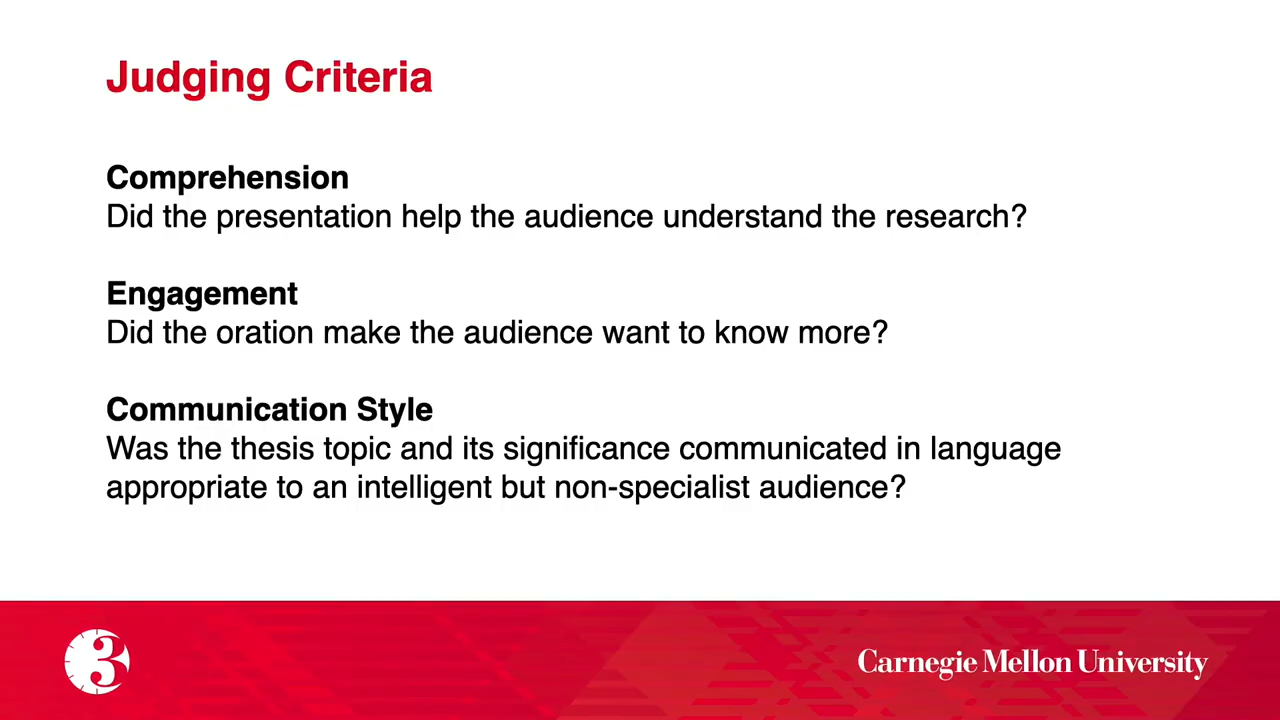 Judging Criteria
Comprehension
Did the presentation help the audience understand the research?
Engagement
Did the oration make the audience want to know more?
Communication Style
Was the thesis topic and its significance communicated in language
appropriate to an intelligent but non-specialist audience?
3
Carnegie Mellon University